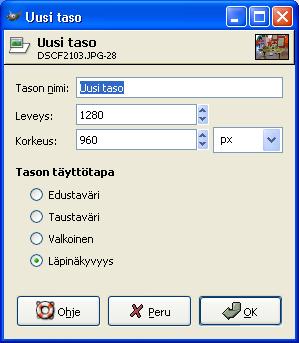 Uusi taso
Uusi taso
DSCF2103.JPG-28
Tason nimi: Uusi taso
Leveys: 1280
Korkeus: 960 px
Tason täyttötapa
Edustaväri
Taustaväri
Valkoinen
Läpinäkyvyys
Ohje Peru OK